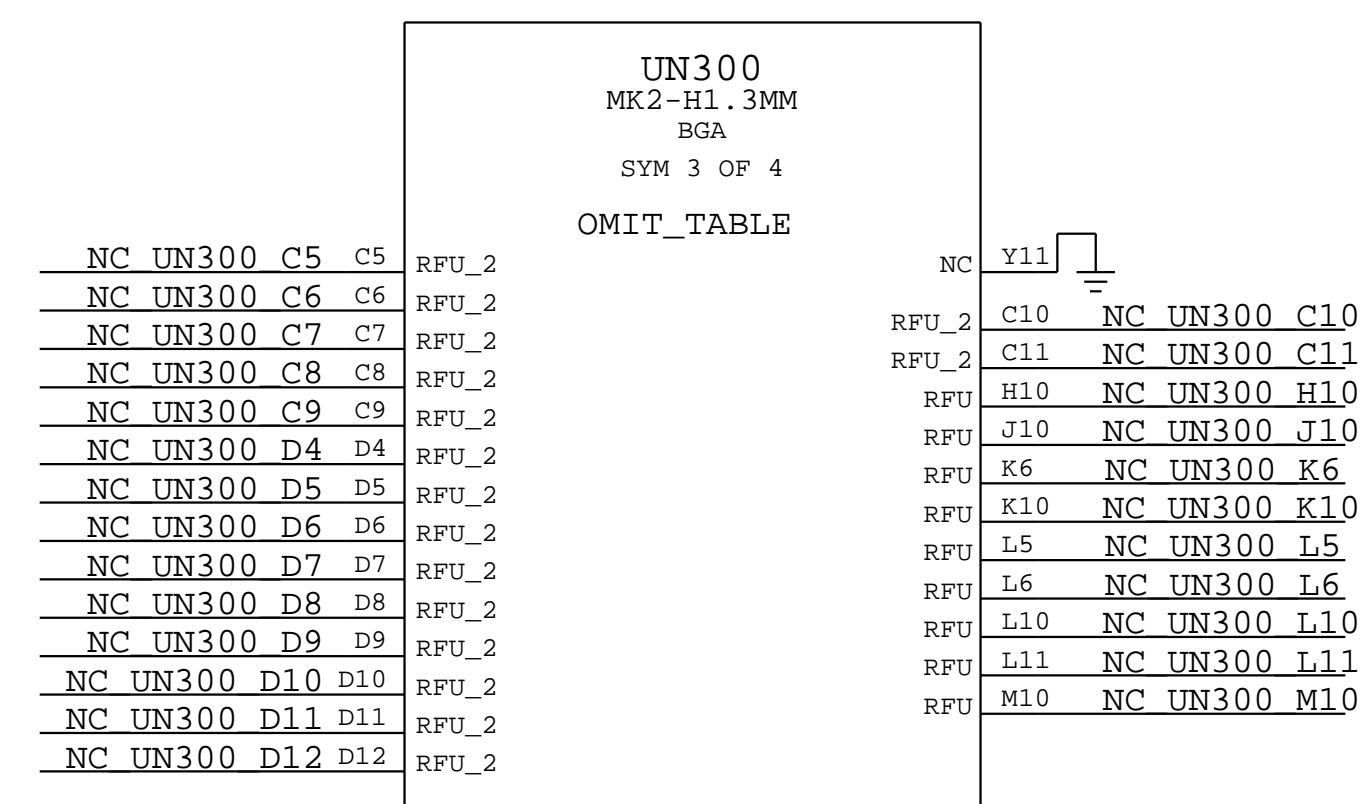 UN300
MK2-H1.3MM
BGA
SYM 3 OF 4
OMIT_TABLE
NC_UN300_C5 C5 RFU_2
NC_UN300_C6 C6 RFU_2
NC_UN300_C7 C7 RFU_2
NC_UN300_C8 C8 RFU_2
NC_UN300_C9 C9 RFU_2
NC_UN300_D4 D4 RFU_2
NC_UN300_D5 D5 RFU_2
NC_UN300_D6 D6 RFU_2
NC_UN300_D7 D7 RFU_2
NC_UN300_D8 D8 RFU_2
NC_UN300_D9 D9 RFU_2
NC_UN300_D10 D10 RFU_2
NC_UN300_D11 D11 RFU_2
NC_UN300_D12 D12 RFU_2
NC Y11
RFU_2 C10 NC_UN300_C10
RFU_2 C11 NC_UN300_C11
RFU H10 NC_UN300_H10
RFU J10 NC_UN300_J10
RFU K6 NC_UN300_K6
RFU K10 NC_UN300_K10
RFU L5 NC_UN300_L5
RFU L6 NC_UN300_L6
RFU L10 NC_UN300_L10
RFU L11 NC_UN300_L11
RFU M10 NC_UN300_M10